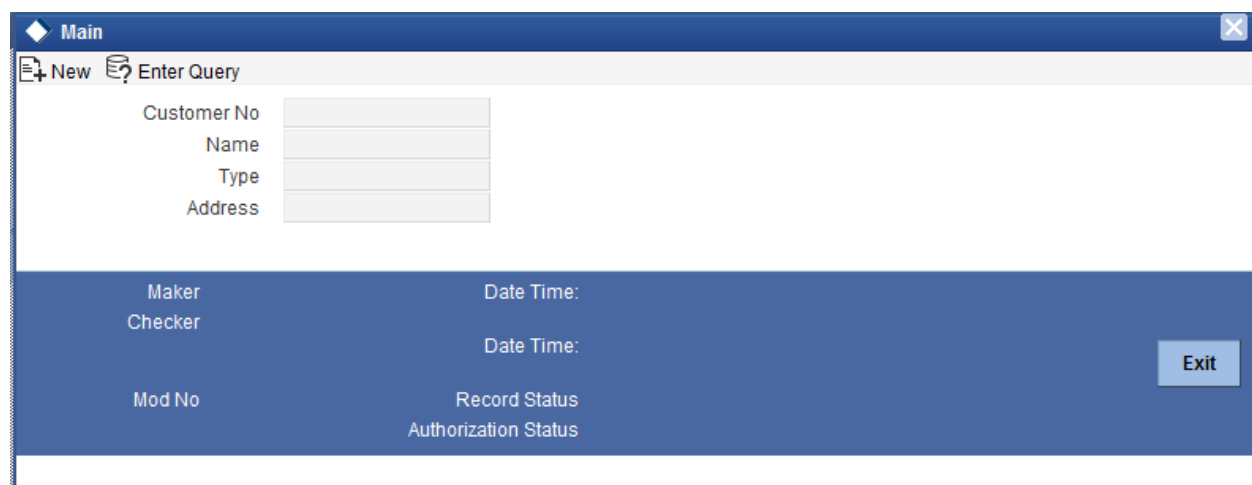 Main
New Enter Query
Customer No
Name
Type
Address
Maker Date Time:
Checker
Date Time:
Exit
Mod No Record Status
Authorization Status